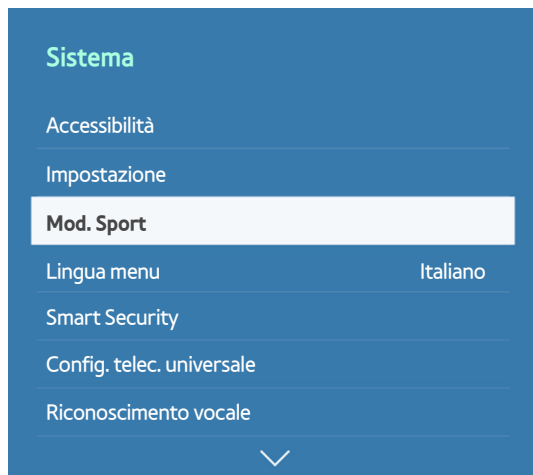 Sistema
Accessibilità
Impostazione
Mod. Sport
Lingua menu Italiano
Smart Security
Config. telec. universale
Riconoscimento vocale